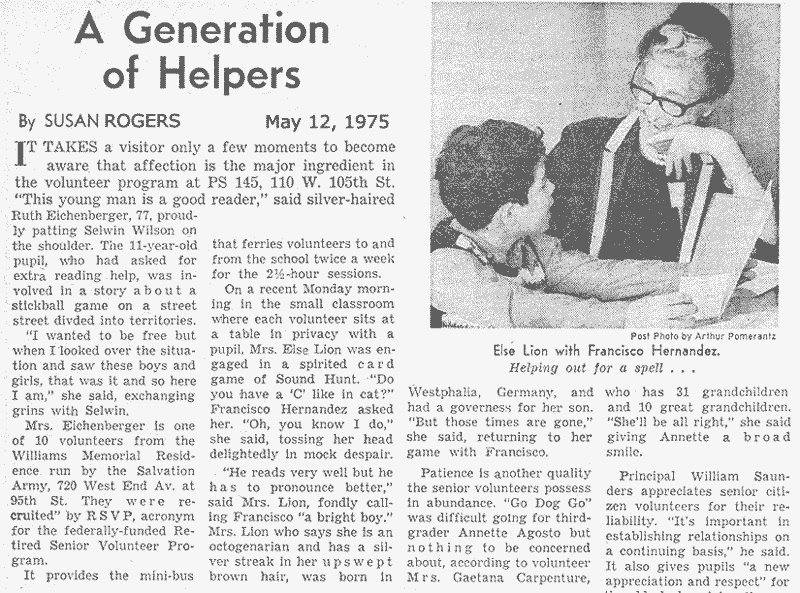 A Generation
of Helpers
By SUSAN ROGERS
May 12, 1975
IT TAKES a visitor only a few moments to become
aware that affection is the major ingredient in
the volunteer program at PS 145, 110 W. 105th St.
"This young man is a good reader," said silver-haired
Ruth Eichenberger, 77, proud-
ly patting Selwin Wilson on
the shoulder. The 11-year-old
pupil, who had asked for
extra reading help, was in-
volved in a story about a
stickball game on a street
street divded into territories.
"I wanted to be free but
when I looked over the situa-
tion and saw these boys and
girls, that was it and so here
I am," she said, exchanging
grins with Selwin.
Mrs. Eichenberger is one
of 10 volunteers from the
Williams Memorial Resid-
ence run by the Salvation
Army, 720 West End Av. at
95th St. They were re-
cruited" by RSVP, acronym
for the federally-funded Re-
tired Senior Volunteer Pro-
gram.
It provides the mini-bus
that ferries volunteers to and
from the school twice a week
for the 2½-hour sessions.
On a recent Monday morn-
ing in the small classroom
where each volunteer sits at
a table in privacy with a
pupil, Mrs. Else Lion was en-
gaged in a spirited card
game of Sound Hunt. "Do
you have a 'C' like in cat?"
Francisco Hernandez asked
her. "Oh, you know I do,"
she said, tossing her head
delightedly in mock despair.
"He reads very well but he
has to pronounce better,"
said Mrs. Lion, fondly call-
ing Francisco "a bright boy."
Mrs. Lion who says she is an
octogenarian and has a sil-
ver streak in her upswept
brown hair, was born in
Post Photo by Arthur Pomerantz
Else Lion with Francisco Hernandez.
Helping out for a spell . . .
Westphalia, Germany, and
had a governess for her son.
"But those times are gone,"
she said, returning to her
game with Francisco.
Patience is another quality
the senior volunteers possess
in abundance. "Go Dog Go"
was difficult going for third-
grader Annette Agosto but
nothing to be concerned
about, according to volunteer
Mrs. Gaetana Carpenture,
who has 31 grandchildren
and 10 great grandchildren.
"She'll be all right," she said
giving Annette a broad
smile.
Principal William Saun-
ders appreciates senior citi-
zen volunteers for their re-
liability. "It's important in
establishing relationships on
a continuing basis," he said.
It also gives pupils "a new
appreciation and respect" for